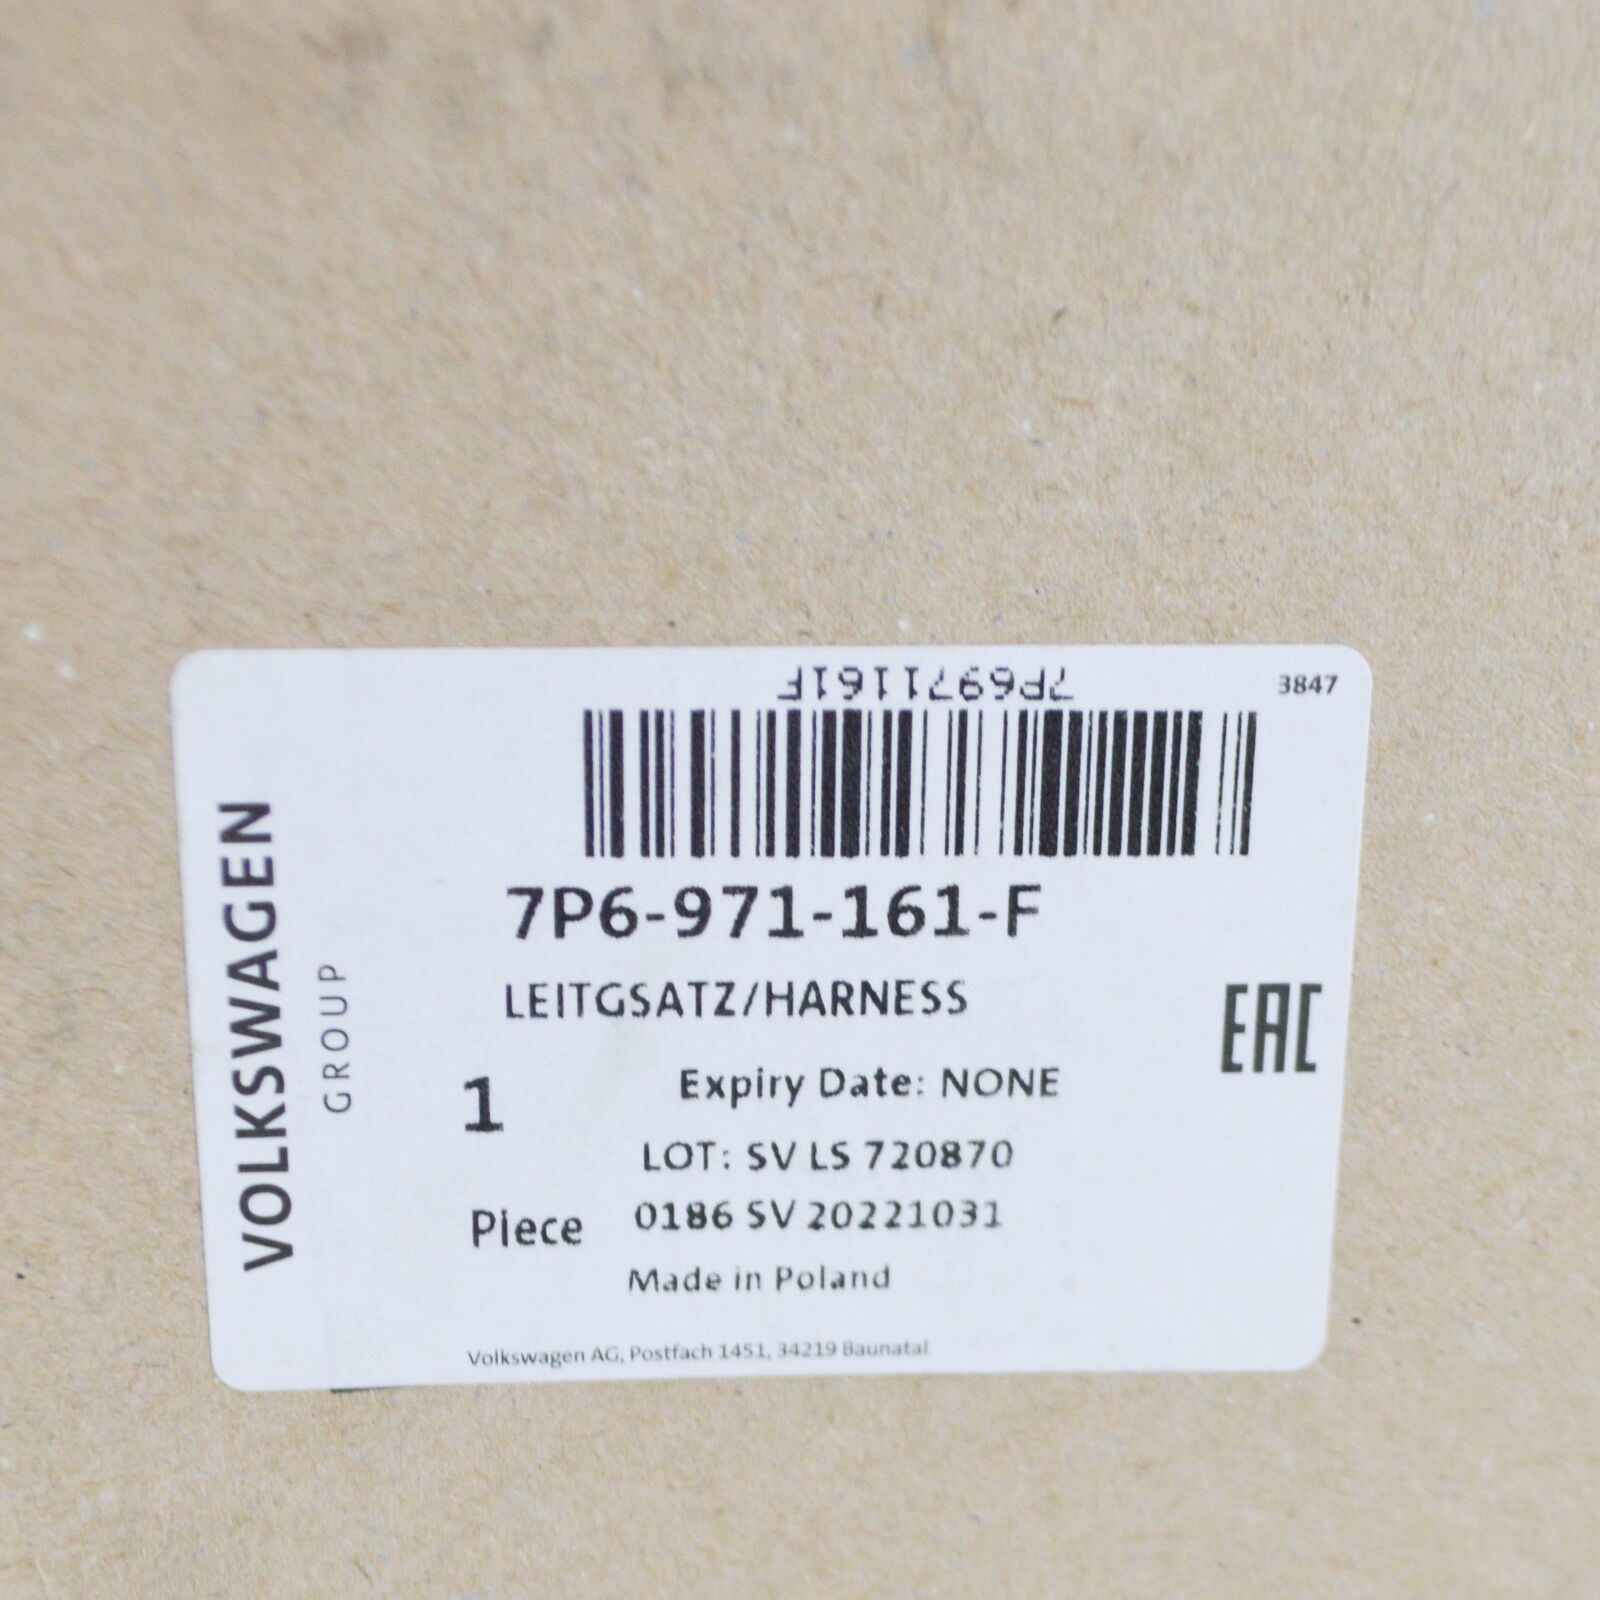 7P6971161F
3847
7P6-971-161-F
LEITGSATZ/HARNESS
EAC
1
Expiry Date: NONE
LOT: SV LS 720870
Piece
0186 SV 20221031
Made in Poland
Volkswagen AG, Postfach 1451, 34219 Baunatal
VOLKSWAGEN
GROUP